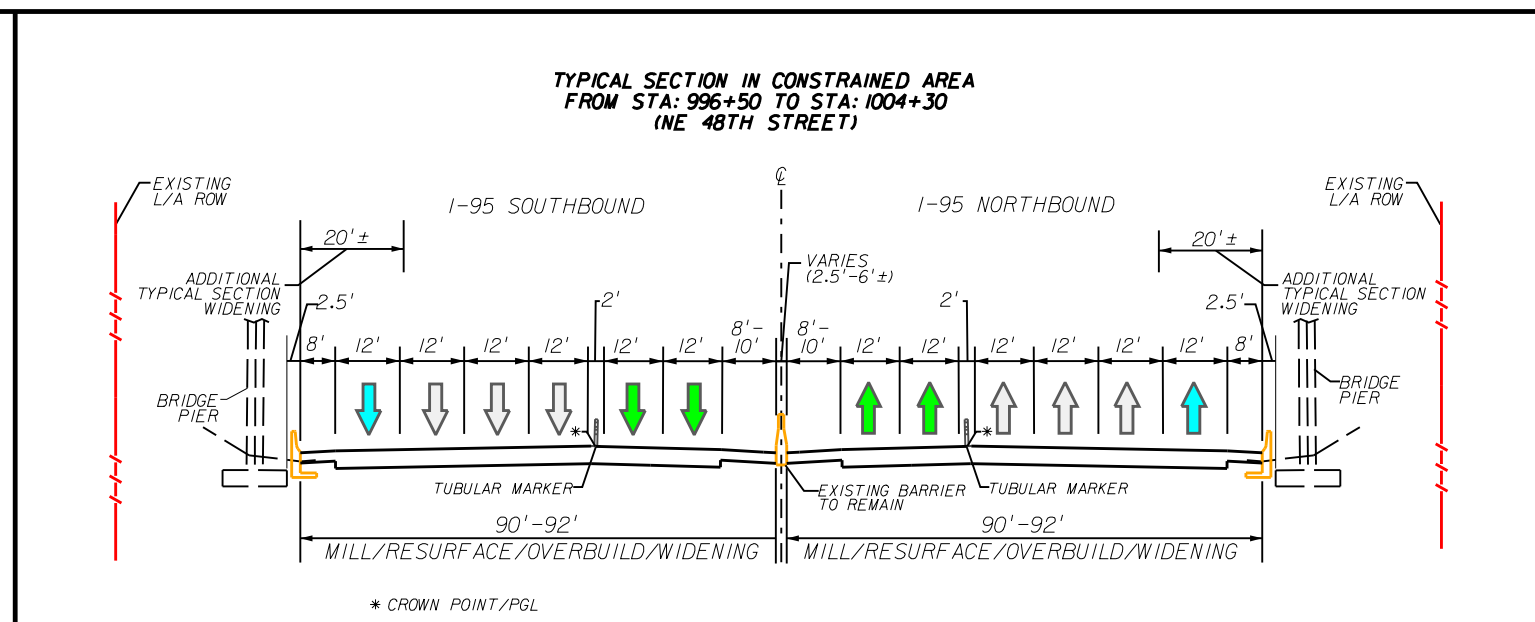 TYPICAL SECTION IN CONSTRAINED AREA
FROM STA: 996+50 TO STA: 1004+30
(NE 48TH STREET)
EXISTING
L/A ROW
I-95 SOUTHBOUND
℄
I-95 NORTHBOUND
EXISTING
L/A ROW
20'±
20'±
VARIES
(2.5'-6'±)
ADDITIONAL
TYPICAL SECTION
WIDENING
ADDITIONAL
TYPICAL SECTION
WIDENING
2.5'
2'
2'
2.5'
8'
12'
12'
12'
12'
12'
12'
8'-
10'
8'-
10'
12'
12'
12'
12'
12'
12'
8'
BRIDGE
PIER
BRIDGE
PIER
*
*
TUBULAR MARKER
EXISTING BARRIER
TO REMAIN
TUBULAR MARKER
90'-92'
MILL/RESURFACE/OVERBUILD/WIDENING
90'-92'
MILL/RESURFACE/OVERBUILD/WIDENING
* CROWN POINT/PGL